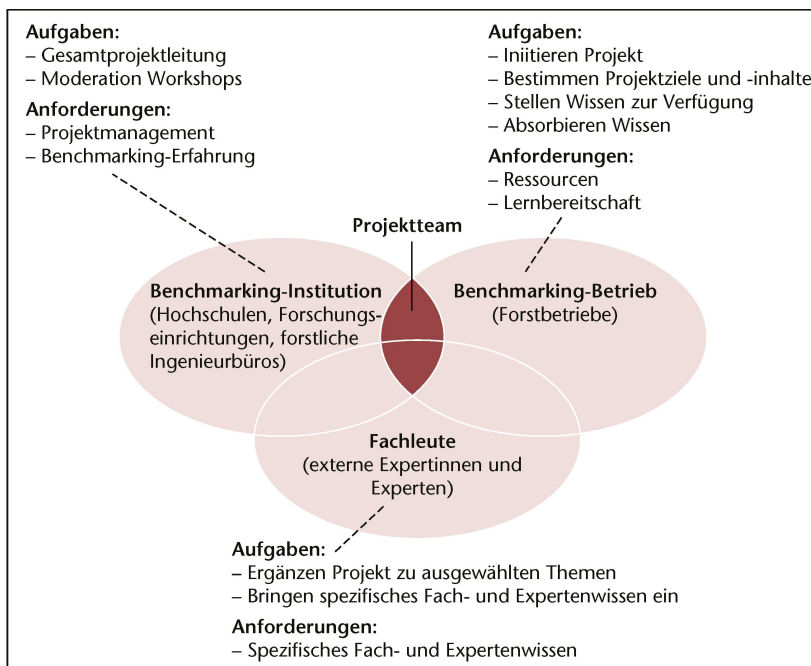 Aufgaben:
– Gesamtprojektleitung
– Moderation Workshops
Anforderungen:
– Projektmanagement
– Benchmarking-Erfahrung
Aufgaben:
– Iniitieren Projekt
– Bestimmen Projektziele und -inhalte
– Stellen Wissen zur Verfügung
– Absorbieren Wissen
Anforderungen:
– Ressourcen
– Lernbereitschaft
Projektteam
Benchmarking-Institution
(Hochschulen, Forschungs-
einrichtungen, forstliche
Ingenieurbüros)
Benchmarking-Betrieb
(Forstbetriebe)
Fachleute
(externe Expertinnen und
Experten)
Aufgaben:
– Ergänzen Projekt zu ausgewählten Themen
– Bringen spezifisches Fach- und Expertenwissen ein
Anforderungen:
– Spezifisches Fach- und Expertenwissen